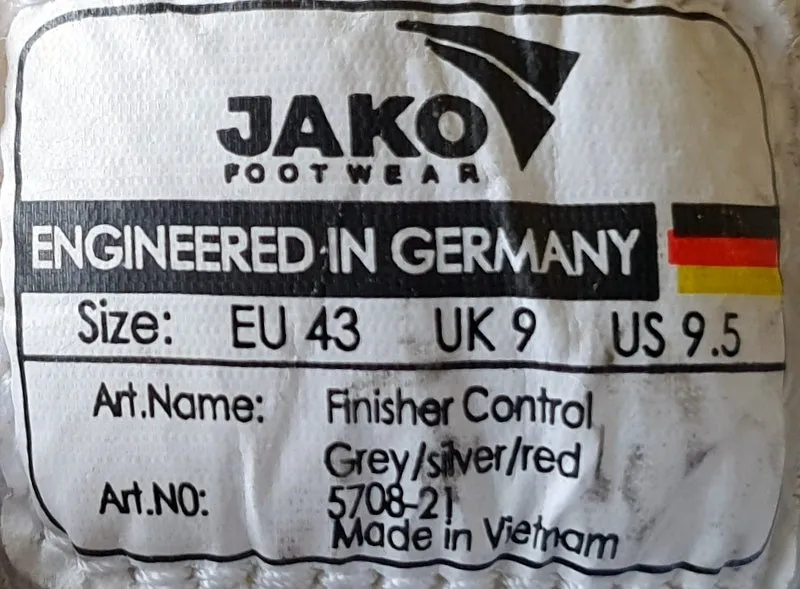 JAKO
FOOTWEAR
ENGINEERED IN GERMANY
Size: EU 43 UK 9 US 9.5
Art.Name: Finisher Control
Grey/silver/red
Art.NO: 5708-21
Made in Vietnam